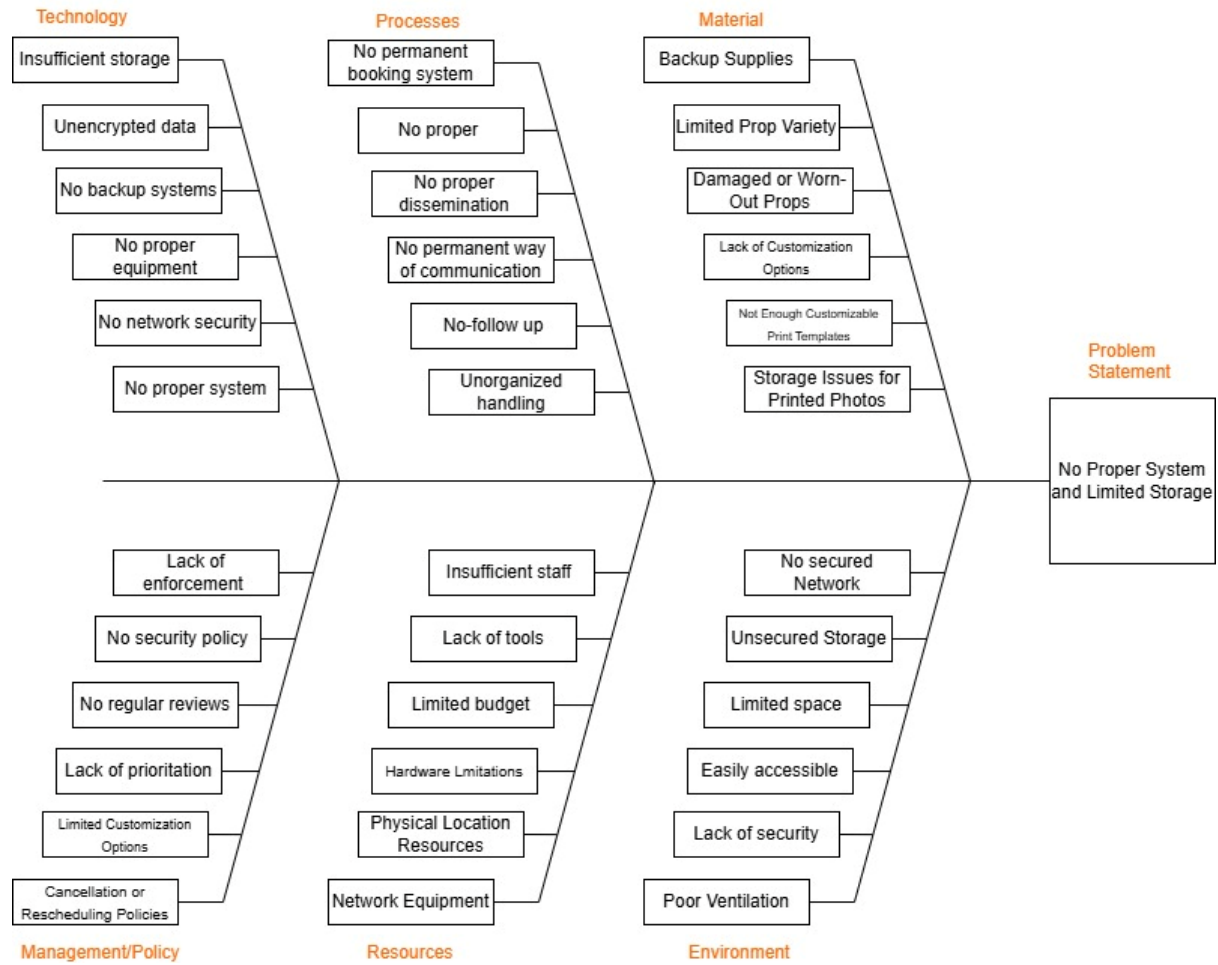 Technology
Insufficient storage
Unencrypted data
No backup systems
No proper
equipment
No network security
No proper system
Processes
No permanent
booking system
No proper
No proper
dissemination
No permanent way
of communication
No-follow up
Unorganized
handling
Material
Backup Supplies
Limited Prop Variety
Damaged or Worn-
Out Props
Lack of Customization
Options
Not Enough Customizable
Print Templates
Storage Issues for
Printed Photos
Problem
Statement
No Proper System
and Limited Storage
Lack of
enforcement
No security policy
No regular reviews
Lack of prioritation
Limited Customization
Options
Cancellation or
Rescheduling Policies
Management/Policy
Insufficient staff
Lack of tools
Limited budget
Hardware Lmitations
Physical Location
Resources
Network Equipment
Resources
No secured
Network
Unsecured Storage
Limited space
Easily accessible
Lack of security
Poor Ventilation
Environment